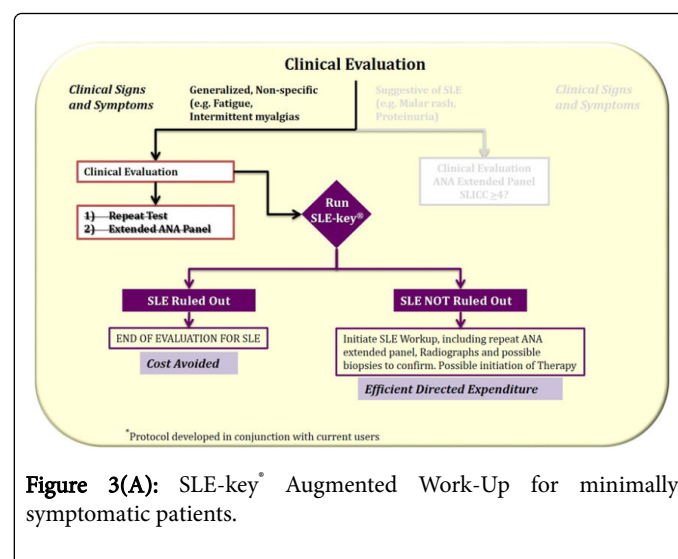 Clinical Evaluation
Clinical Signs
and Symptoms
Generalized, Non-specific
(e.g. Fatigue,
Intermittent myalgias
Suggestive of SLE
(e.g. Malar rash,
Proteinuria)
Clinical Signs
and Symptoms
Clinical Evaluation
1) Repeat Test
2) Extended ANA Panel
Run
SLE-key®
Clinical Evaluation
ANA Extended Panel
SLICC ≥4?
SLE Ruled Out
SLE NOT Ruled Out
END OF EVALUATION FOR SLE
Cost Avoided
Initiate SLE Workup, including repeat ANA
extended panel, Radiographs and possible
biopsies to confirm. Possible initiation of Therapy
Efficient Directed Expenditure
*Protocol developed in conjunction with current users
Figure 3(A): SLE-key® Augmented Work-Up for minimally
symptomatic patients.